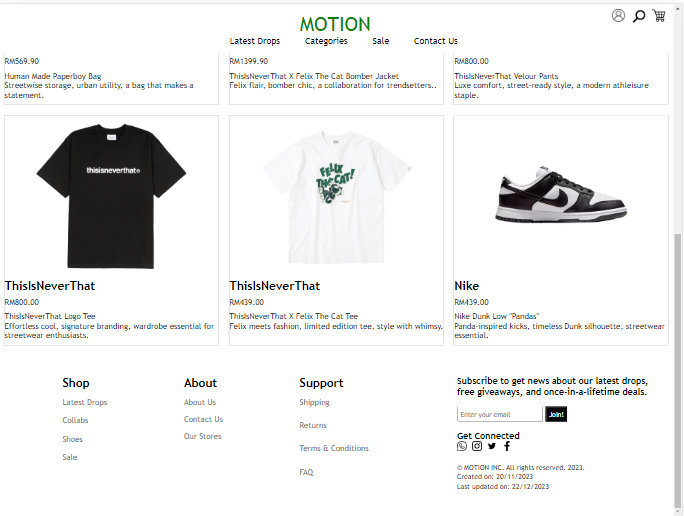 MOTION
Latest Drops Categories Sale Contact Us
RM569.90
Human Made Paperboy Bag
Streetwise storage, urban utility, a bag that makes a
statement.
RM1399.90
ThisIsNeverThat X Felix The Cat Bomber Jacket
Felix flair, bomber chic, a collaboration for trendsetters..
RM800.00
ThisIsNeverThat Velour Pants
Luxe comfort, street-ready style, a modern athleisure
staple.
thisisneverthat®
ThisIsNeverThat
RM800.00
ThisIsNeverThat Logo Tee
Effortless cool, signature branding, wardrobe essential for
streetwear enthusiasts.
FELIX
THE CAT!
ThisIsNeverThat
RM439.00
ThisIsNeverThat X Felix The Cat Tee
Felix meets fashion, limited edition tee, style with whimsy.
Nike
RM439.00
Nike Dunk Low "Pandas"
Panda-inspired kicks, timeless Dunk silhouette, streetwear
essential.
Shop
Latest Drops
Collabs
Shoes
Sale
About
About Us
Contact Us
Our Stores
Support
Shipping
Returns
Terms & Conditions
FAQ
Subscribe to get news about our latest drops,
free giveaways, and once-in-a-lifetime deals.
Enter your email Join!
Get Connected
© MOTION INC. All rights reserved. 2023.
Created on: 20/11/2023
Last updated on: 22/12/2023